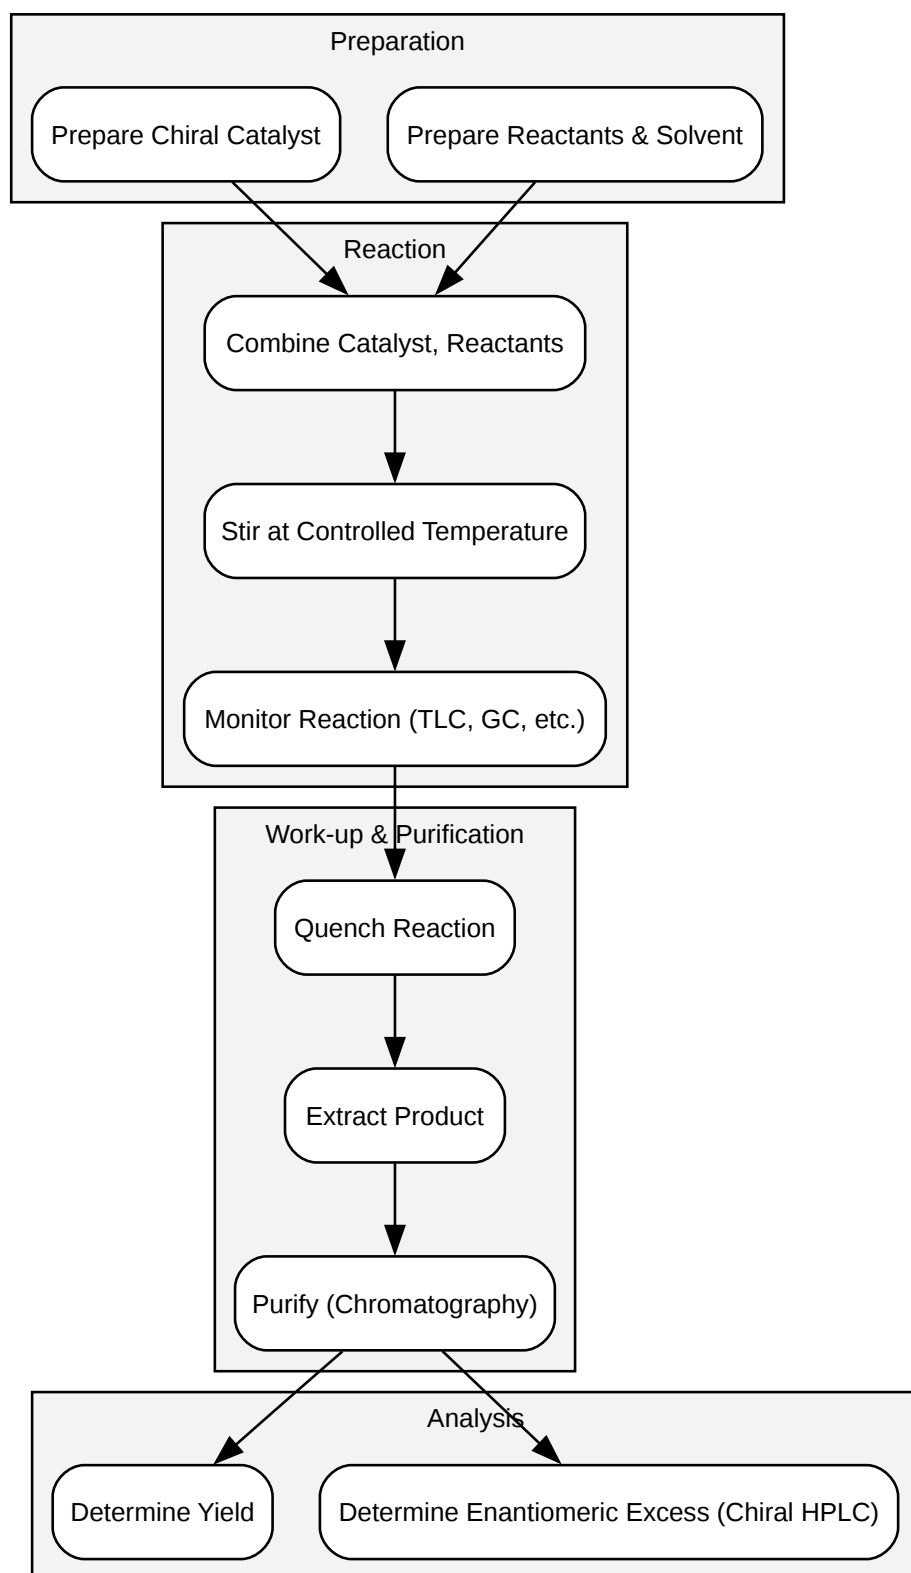 Preparation
Prepare Chiral Catalyst
Prepare Reactants & Solvent
Reaction
Combine Catalyst, Reactants
Stir at Controlled Temperature
Monitor Reaction (TLC, GC, etc.)
Work-up & Purification
Quench Reaction
Extract Product
Purify (Chromatography)
Analysis
Determine Yield
Determine Enantiomeric Excess (Chiral HPLC)